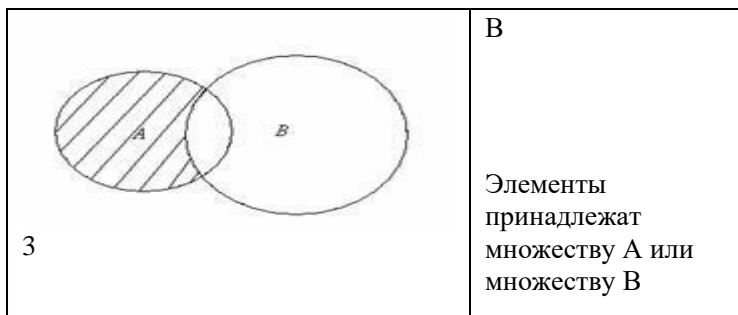 A
B
3
В
Элементы
принадлежат
множеству А или
множеству В